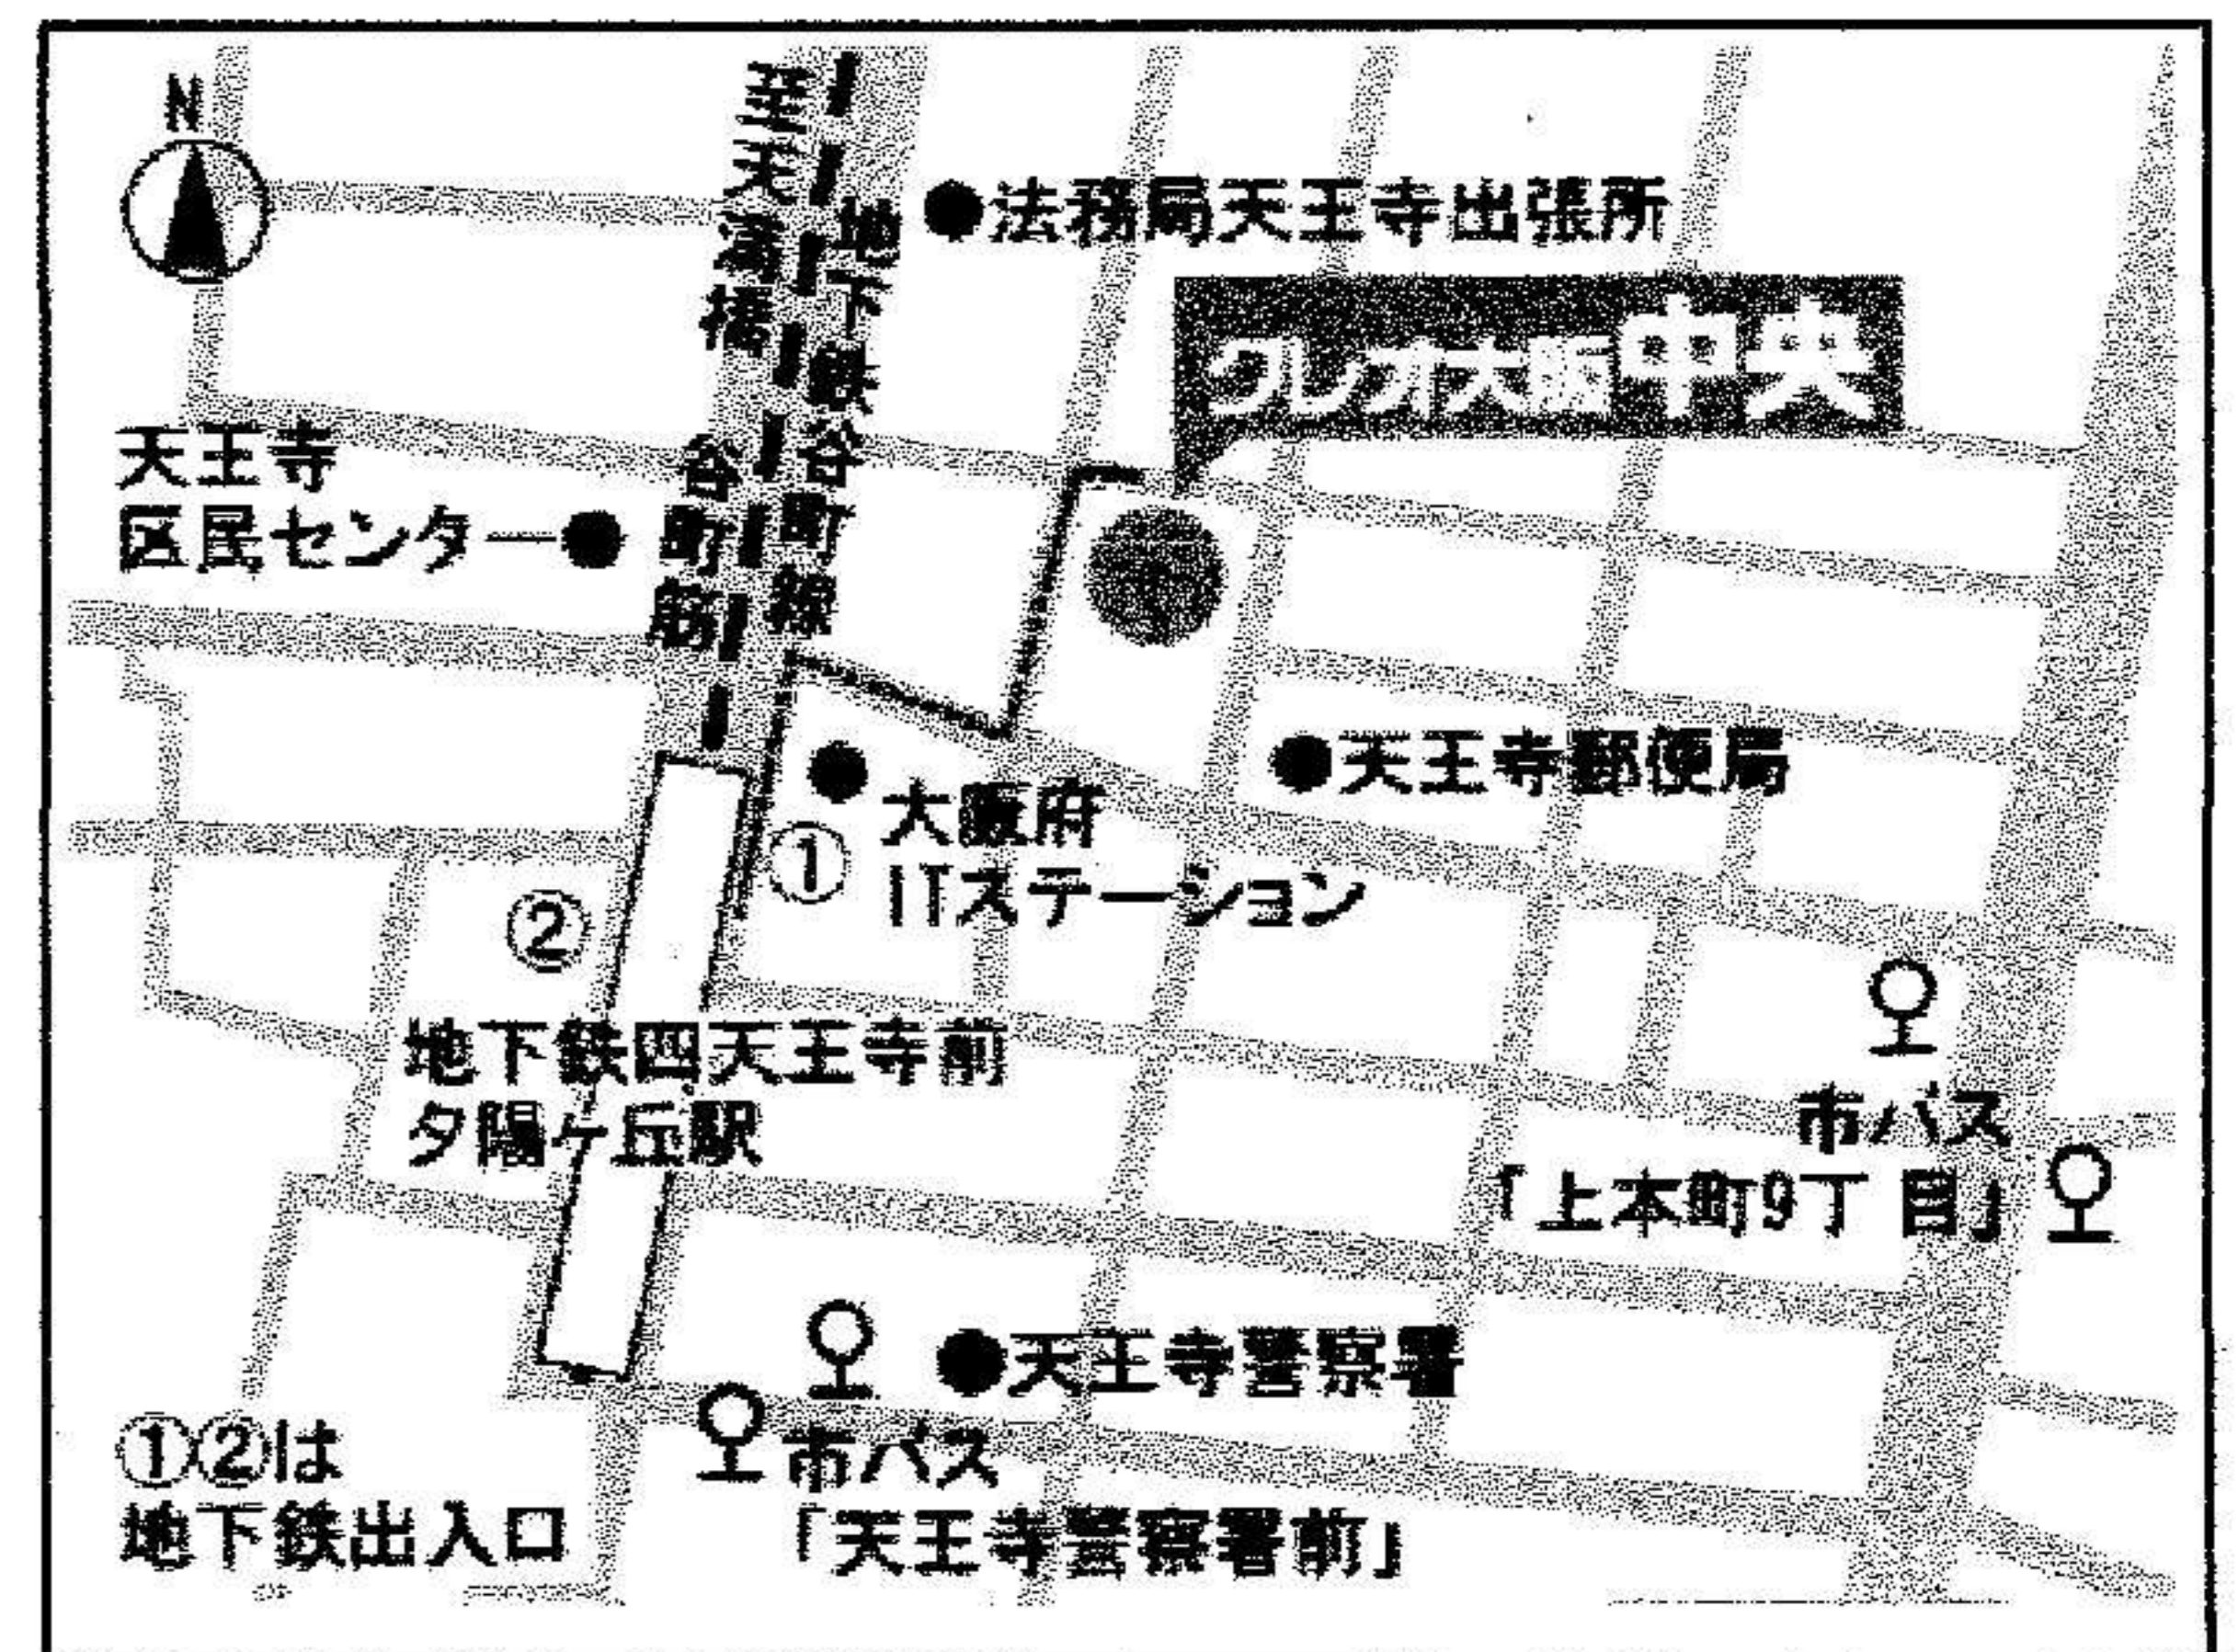 N
至天満橋
地下鉄谷町線
谷町筋
●法務局天王寺出張所
クレオ大阪中央
天王寺
区民センター●
●天王寺郵便局
大阪府
ITステーション
①
②
地下鉄四天王寺前
夕陽ケ丘駅
市バス
「上本町9丁目」
●天王寺警察署
市バス
「天王寺警察署前」
①②は
地下鉄出入口